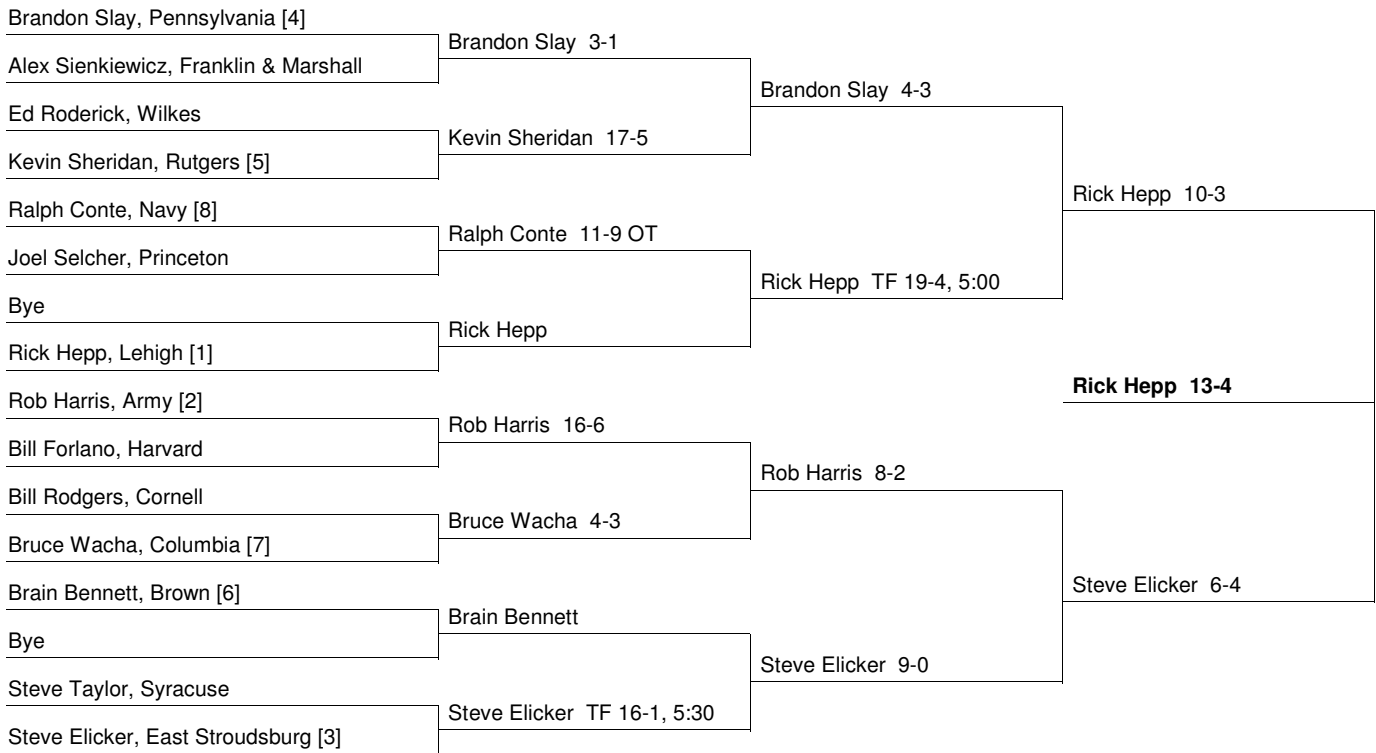 Brandon Slay, Pennsylvania [4]
Alex Sienkiewicz, Franklin & Marshall
Ed Roderick, Wilkes
Kevin Sheridan, Rutgers [5]
Ralph Conte, Navy [8]
Joel Selcher, Princeton
Bye
Rick Hepp, Lehigh [1]
Rob Harris, Army [2]
Bill Forlano, Harvard
Bill Rodgers, Cornell
Bruce Wacha, Columbia [7]
Brain Bennett, Brown [6]
Bye
Steve Taylor, Syracuse
Steve Elicker, East Stroudsburg [3]
Brandon Slay 3-1
Kevin Sheridan 17-5
Ralph Conte 11-9 OT
Rick Hepp
Rob Harris 16-6
Bruce Wacha 4-3
Brain Bennett
Steve Elicker TF 16-1, 5:30
Brandon Slay 4-3
Rick Hepp TF 19-4, 5:00
Rob Harris 8-2
Steve Elicker 9-0
Rick Hepp 10-3
Steve Elicker 6-4
Rick Hepp 13-4